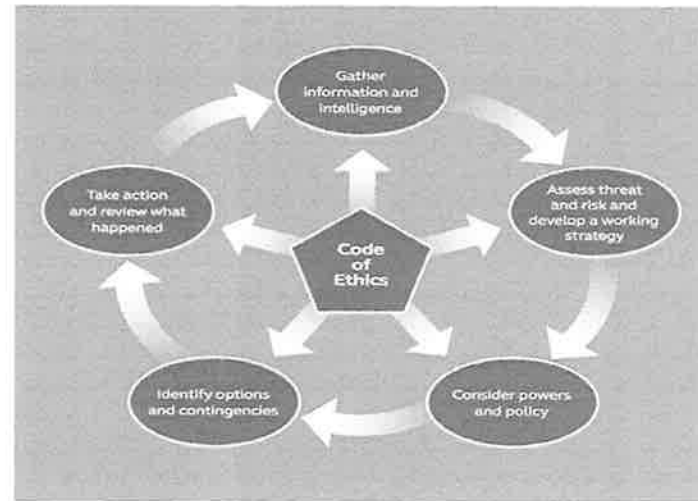 Gather
information and
intelligence
Assess threat
and risk and
develop a working
strategy
Consider powers
and policy
Identify options
and contingencies
Take action
and review what
happened
Code
of
Ethics